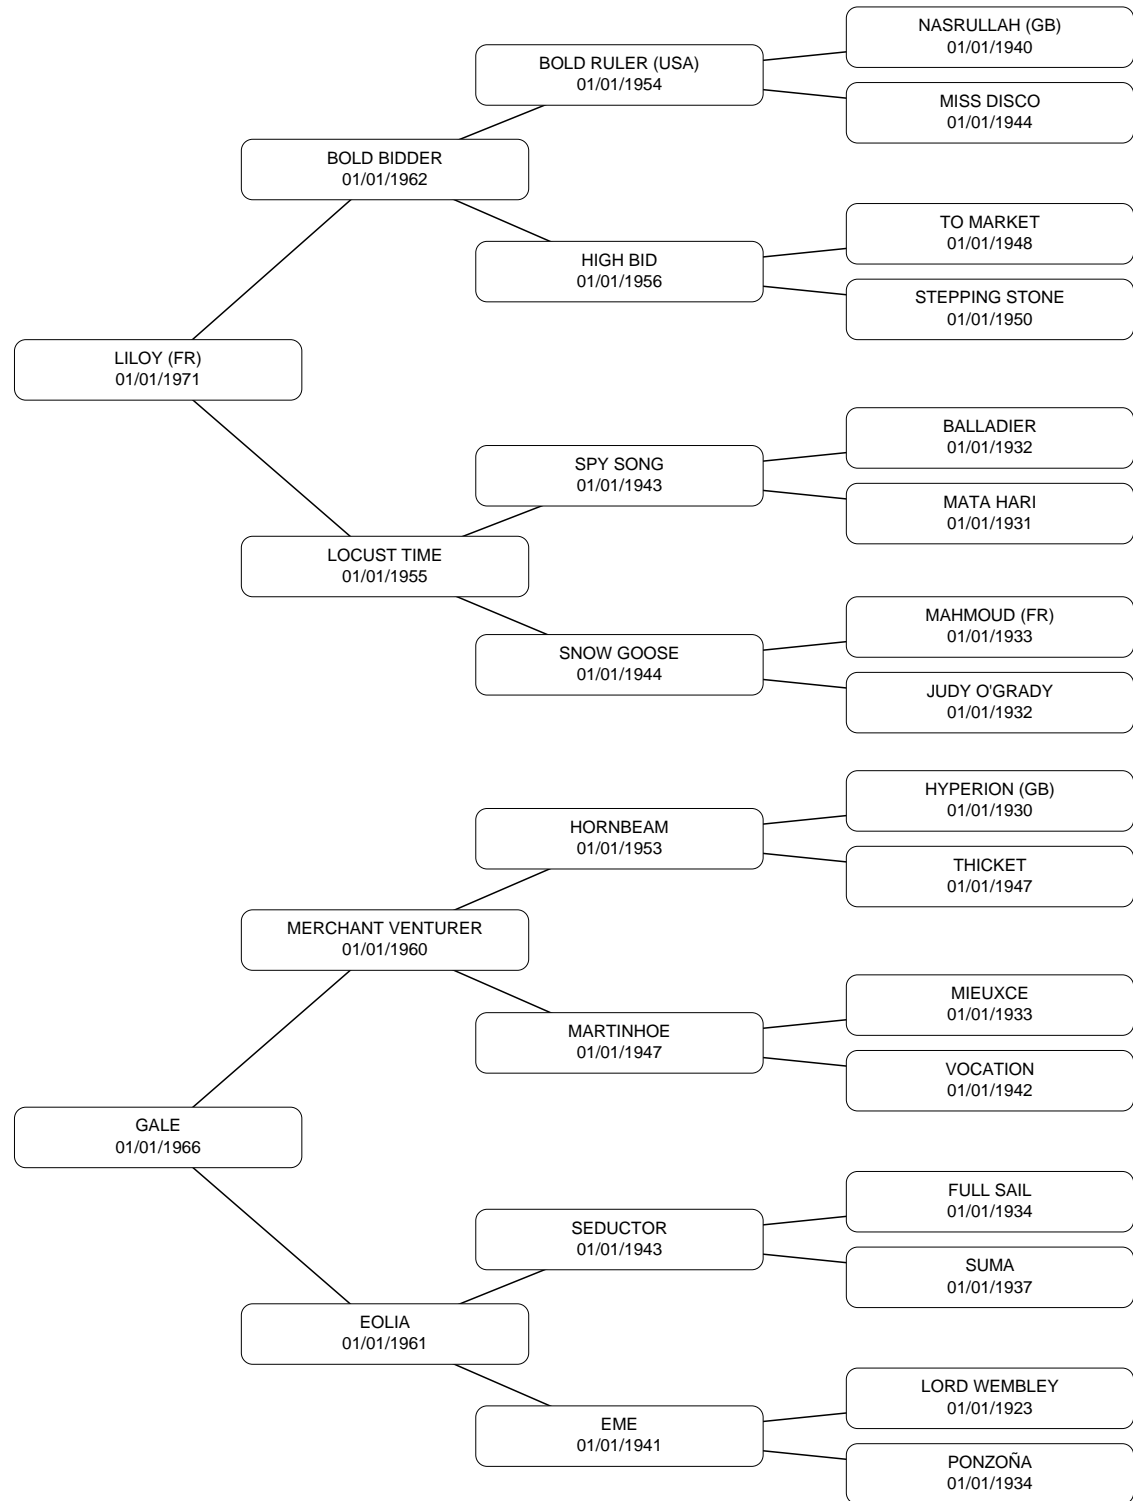 NASRULLAH (GB)
01/01/1940
BOLD RULER (USA)
01/01/1954
MISS DISCO
01/01/1944
BOLD BIDDER
01/01/1962
TO MARKET
01/01/1948
HIGH BID
01/01/1956
STEPPING STONE
01/01/1950
LILOY (FR)
01/01/1971
BALLADIER
01/01/1932
SPY SONG
01/01/1943
MATA HARI
01/01/1931
LOCUST TIME
01/01/1955
MAHMOUD (FR)
01/01/1933
SNOW GOOSE
01/01/1944
JUDY O'GRADY
01/01/1932
HYPERION (GB)
01/01/1930
HORNBEAM
01/01/1953
THICKET
01/01/1947
MERCHANT VENTURER
01/01/1960
MIEUXCE
01/01/1933
MARTINHOE
01/01/1947
VOCATION
01/01/1942
GALE
01/01/1966
FULL SAIL
01/01/1934
SEDUCTOR
01/01/1943
SUMA
01/01/1937
EOLIA
01/01/1961
LORD WEMBLEY
01/01/1923
EME
01/01/1941
PONZOÑA
01/01/1934